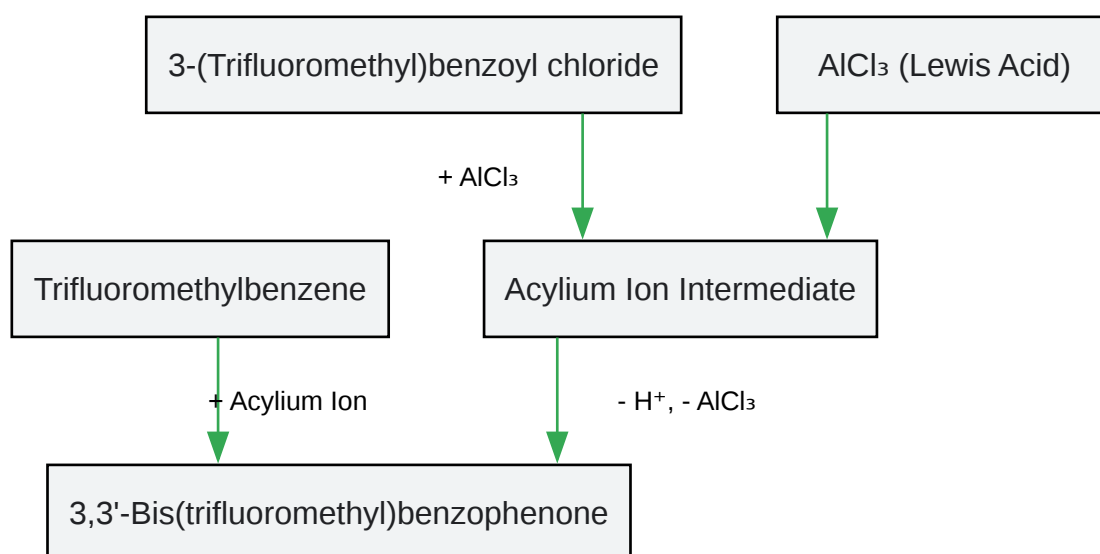 3-(Trifluoromethyl)benzoyl chloride
AlCl₃ (Lewis Acid)
+ AlCl₃
Trifluoromethylbenzene
Acylium Ion Intermediate
+ Acylium Ion
- H⁺, - AlCl₃
3,3'-Bis(trifluoromethyl)benzophenone